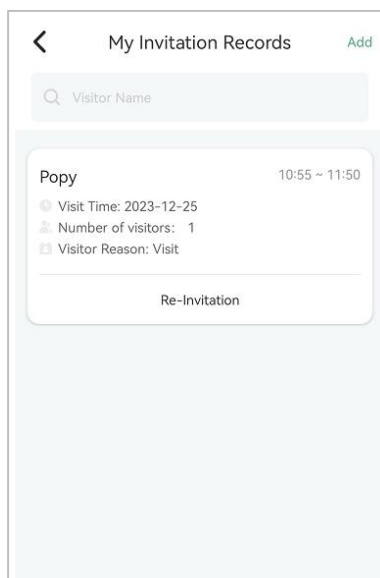 My Invitation Records
Add
Visitor Name
Popy
10:55 ~ 11:50
Visit Time: 2023-12-25
Number of visitors: 1
Visitor Reason: Visit
Re-Invitation